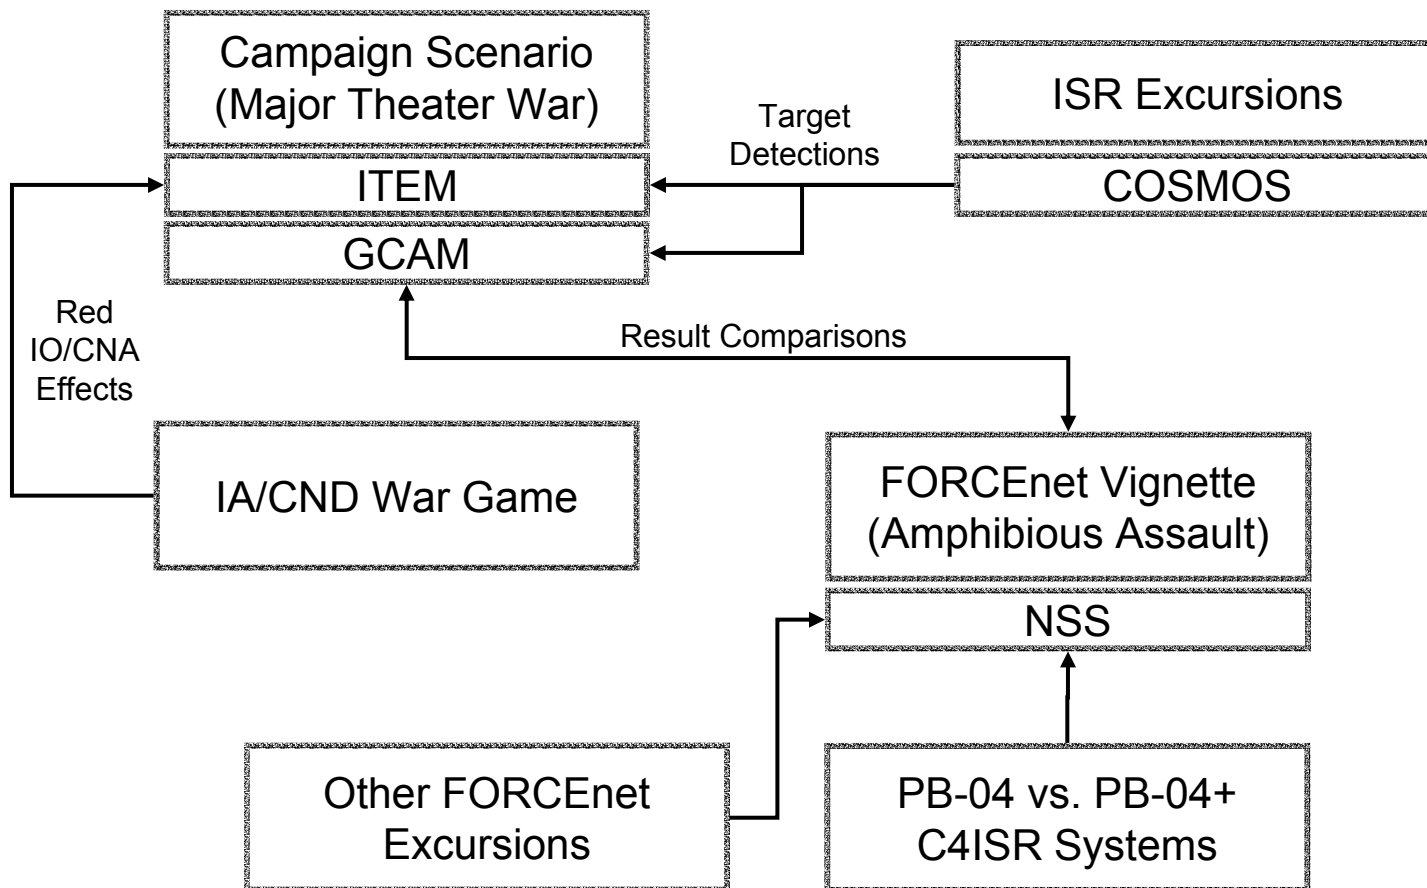 Campaign Scenario
(Major Theater War)
ITEM
GCAM
Target
Detections
ISR Excursions
COSMOS
Red
IO/CNA
Effects
Result Comparisons
IA/CND War Game
FORCEnet Vignette
(Amphibious Assault)
NSS
Other FORCEnet
Excursions
PB-04 vs. PB-04+
C4ISR Systems